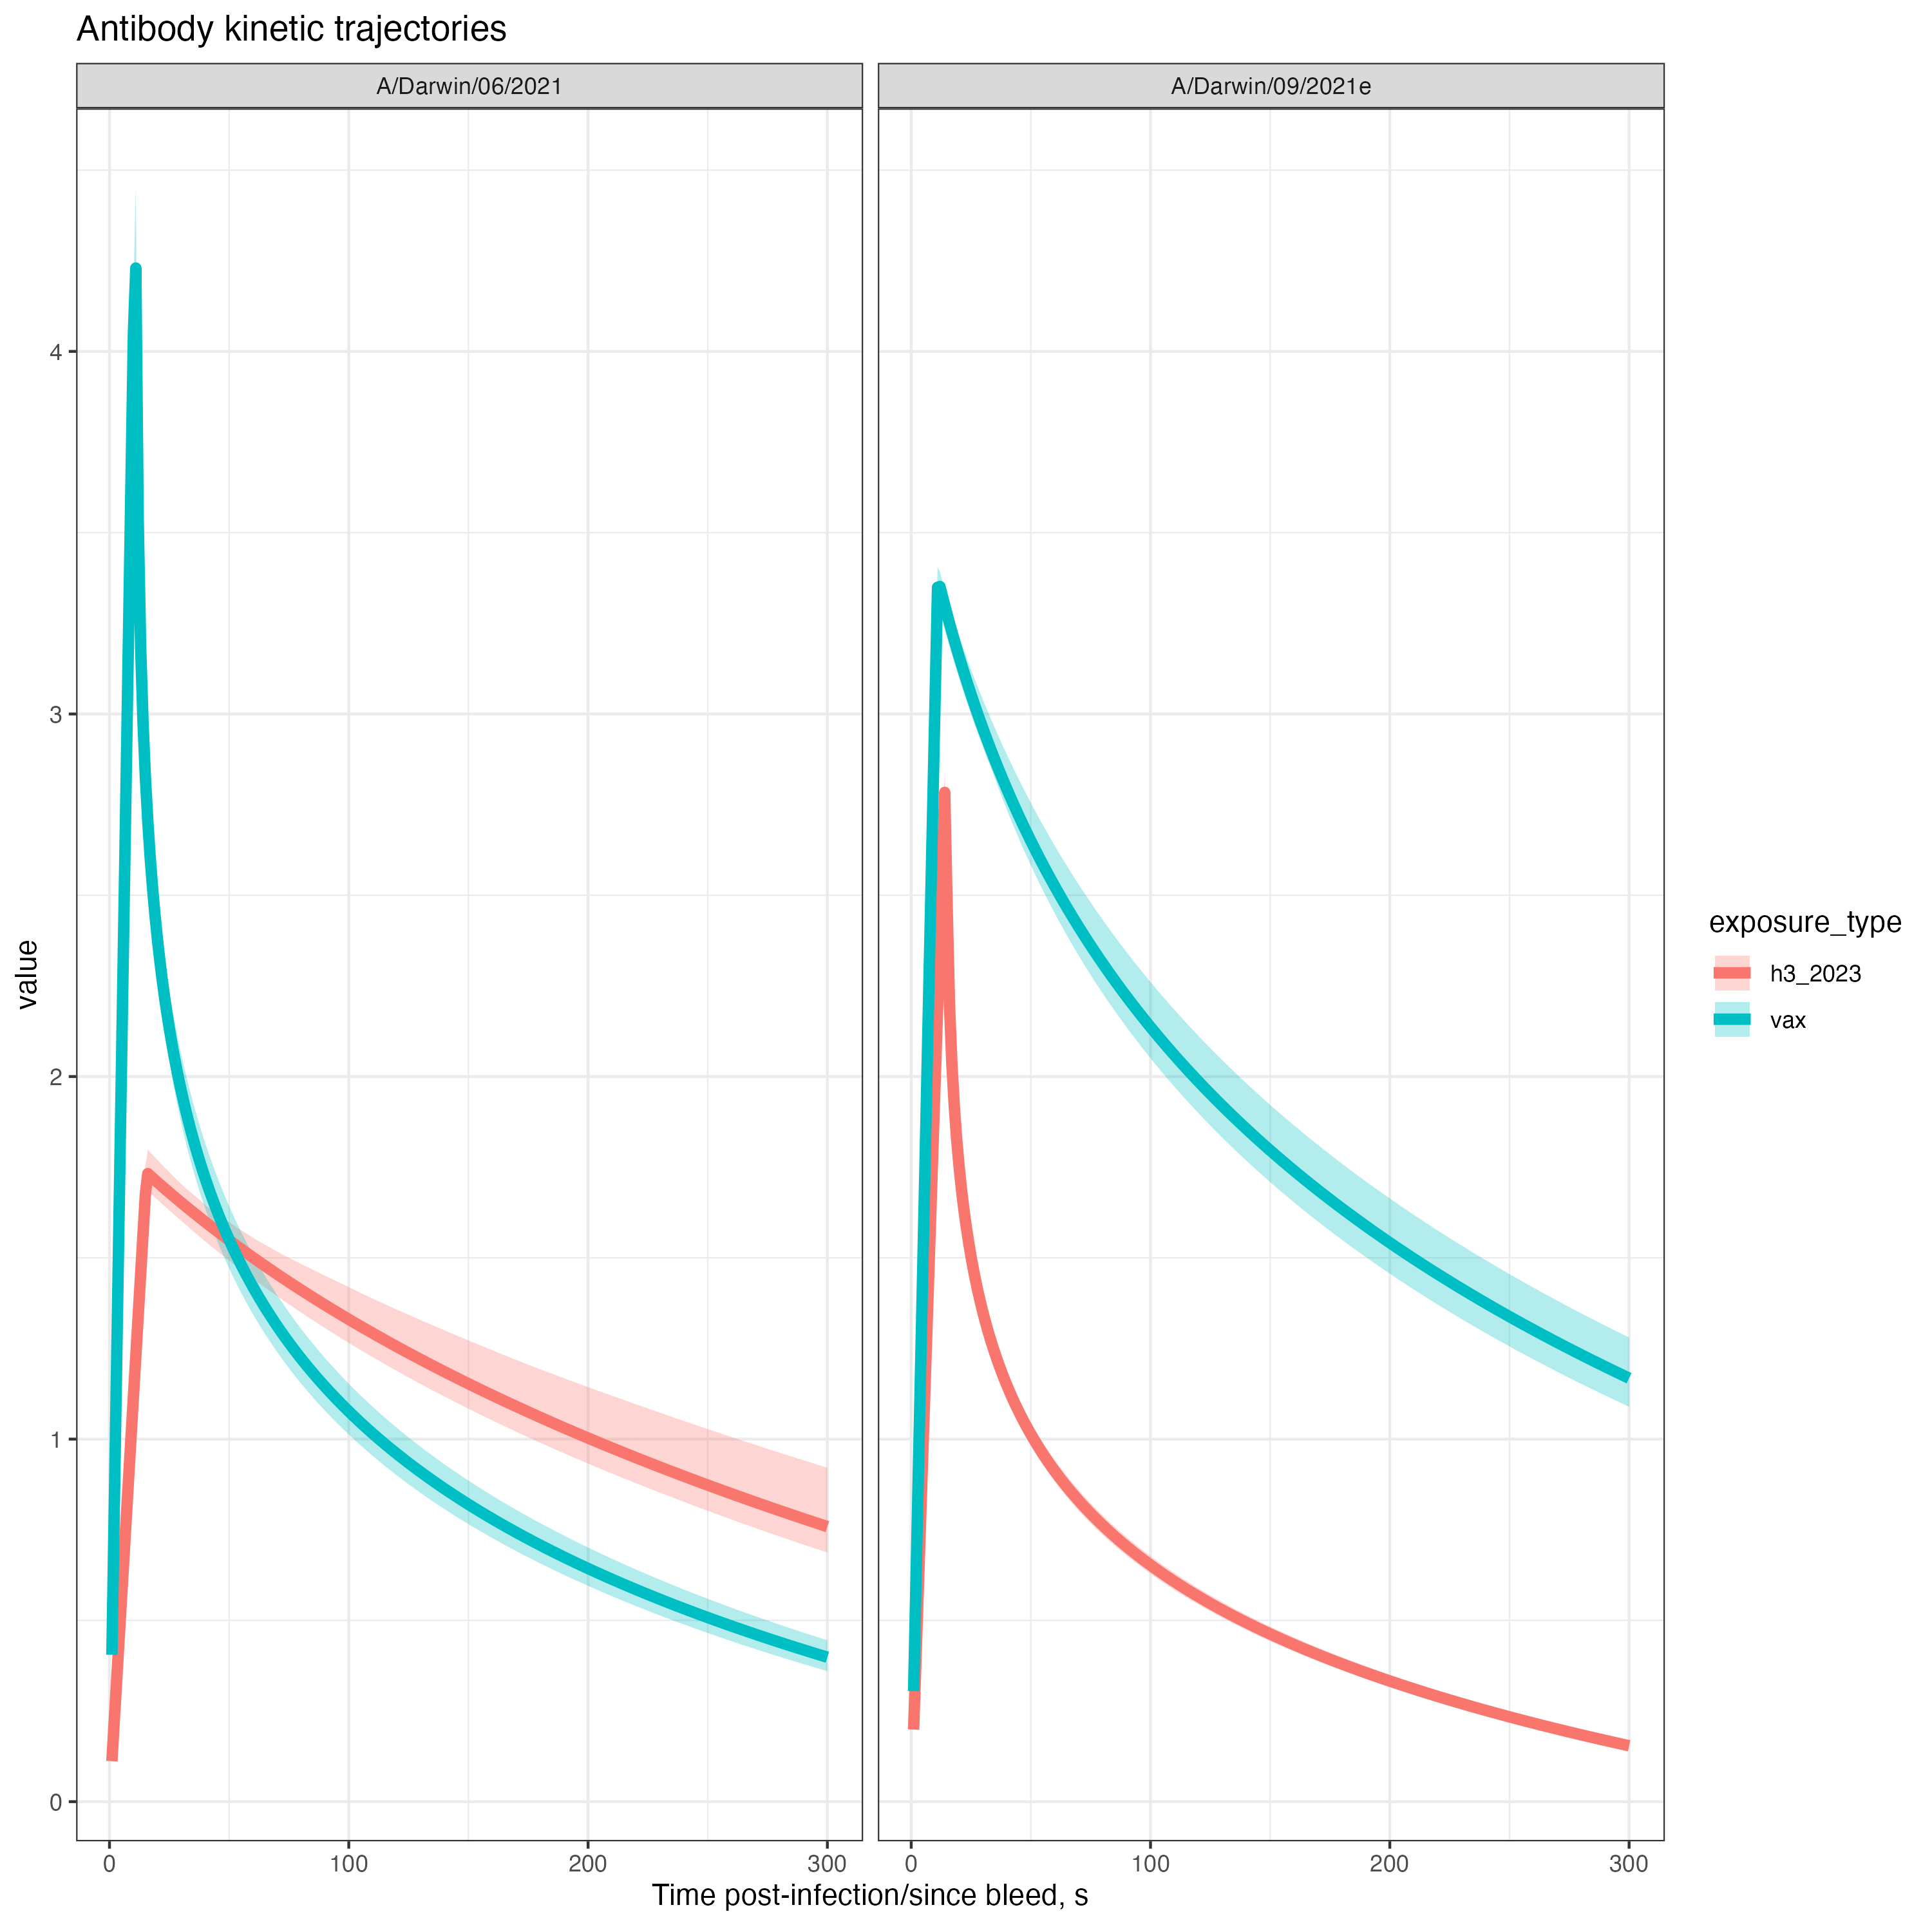 Antibody kinetic trajectories
A/Darwin/06/2021
A/Darwin/09/2021e
4
3
2
1
0
value
0 100 200 300
0 100 200 300
Time post-infection/since bleed, s
exposure_type
h3_2023
vax